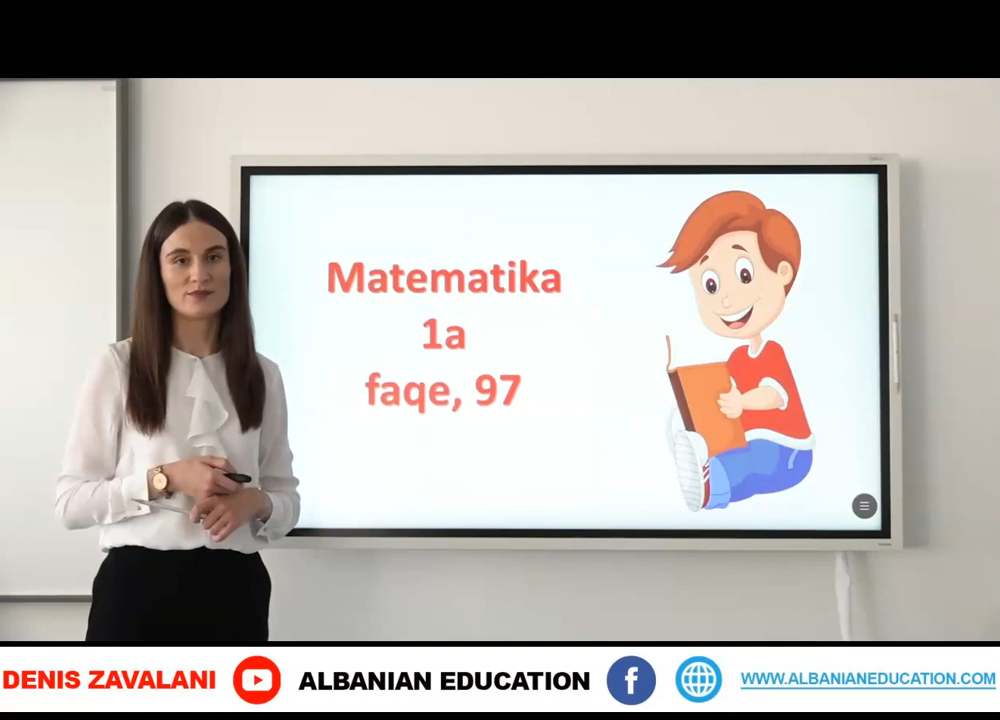 Matematika
1a
faqe, 97
DENIS ZAVALANI ALBANIAN EDUCATION WWW.ALBANIANEDUCATION.COM